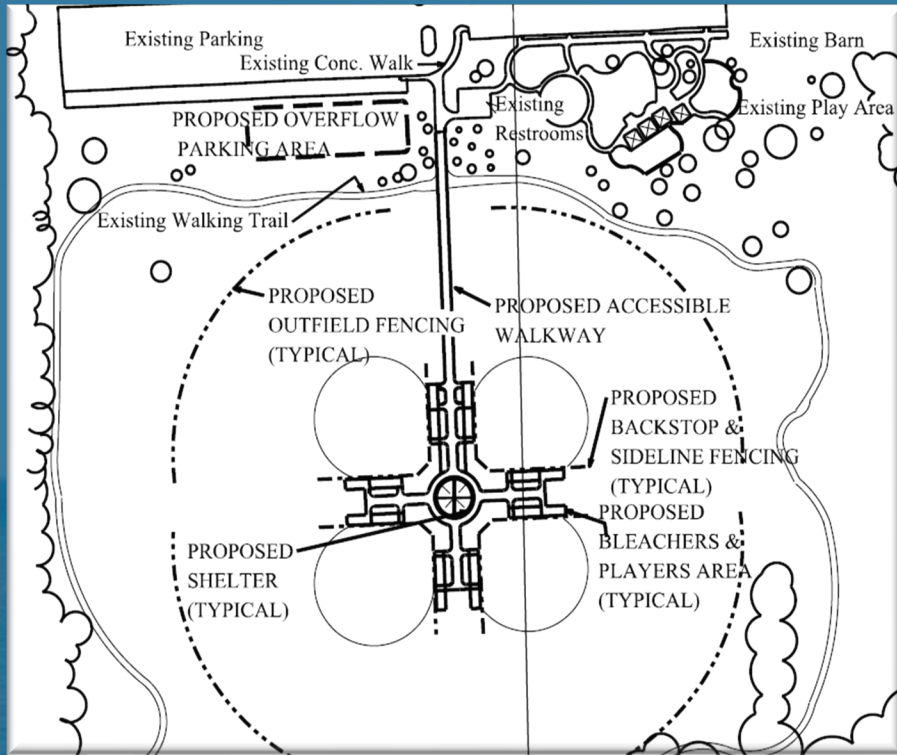 Existing Parking
Existing Conc. Walk
Existing Barn
Existing
Restrooms
Existing Play Area
PROPOSED OVERFLOW
PARKING AREA
Existing Walking Trail
PROPOSED
OUTFIELD FENCING
(TYPICAL)
PROPOSED ACCESSIBLE
WALKWAY
PROPOSED
BACKSTOP &
SIDELINE FENCING
(TYPICAL)
PROPOSED
BLEACHERS &
PLAYERS AREA
(TYPICAL)
PROPOSED
SHELTER
(TYPICAL)